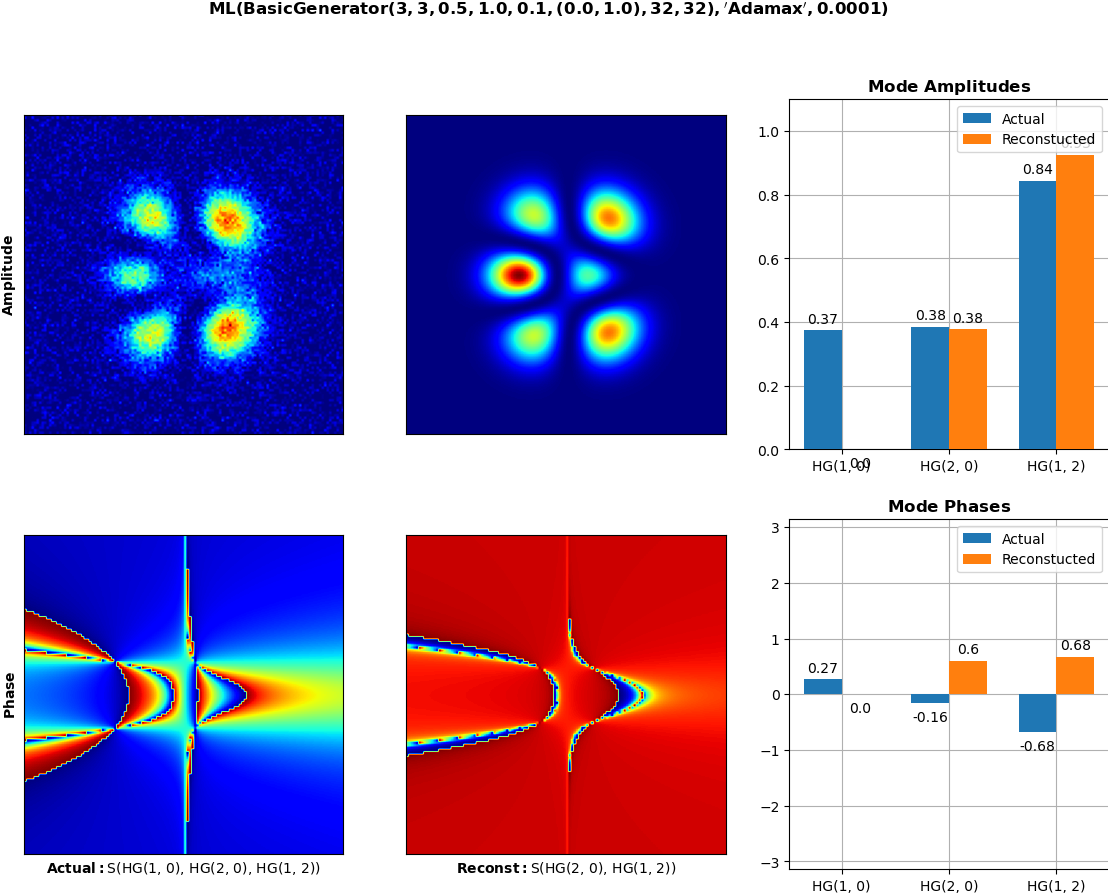 ML(BasicGenerator(3, 3, 0.5, 1.0, 0.1, (0.0, 1.0), 32, 32), ′Adamax′, 0.0001)
Amplitude
Mode Amplitudes
Actual
Reconstucted
1.0
0.8
0.6
0.4
0.2
0.0
0.37
0.0
0.38
0.38
0.84
0.93
HG(1, 0)
HG(2, 0)
HG(1, 2)
Phase
Actual: S(HG(1, 0), HG(2, 0), HG(1, 2))
Reconst: S(HG(2, 0), HG(1, 2))
Mode Phases
Actual
Reconstucted
3
2
1
0
−1
−2
−3
0.27
0.0
-0.16
0.6
-0.68
0.68
HG(1, 0)
HG(2, 0)
HG(1, 2)